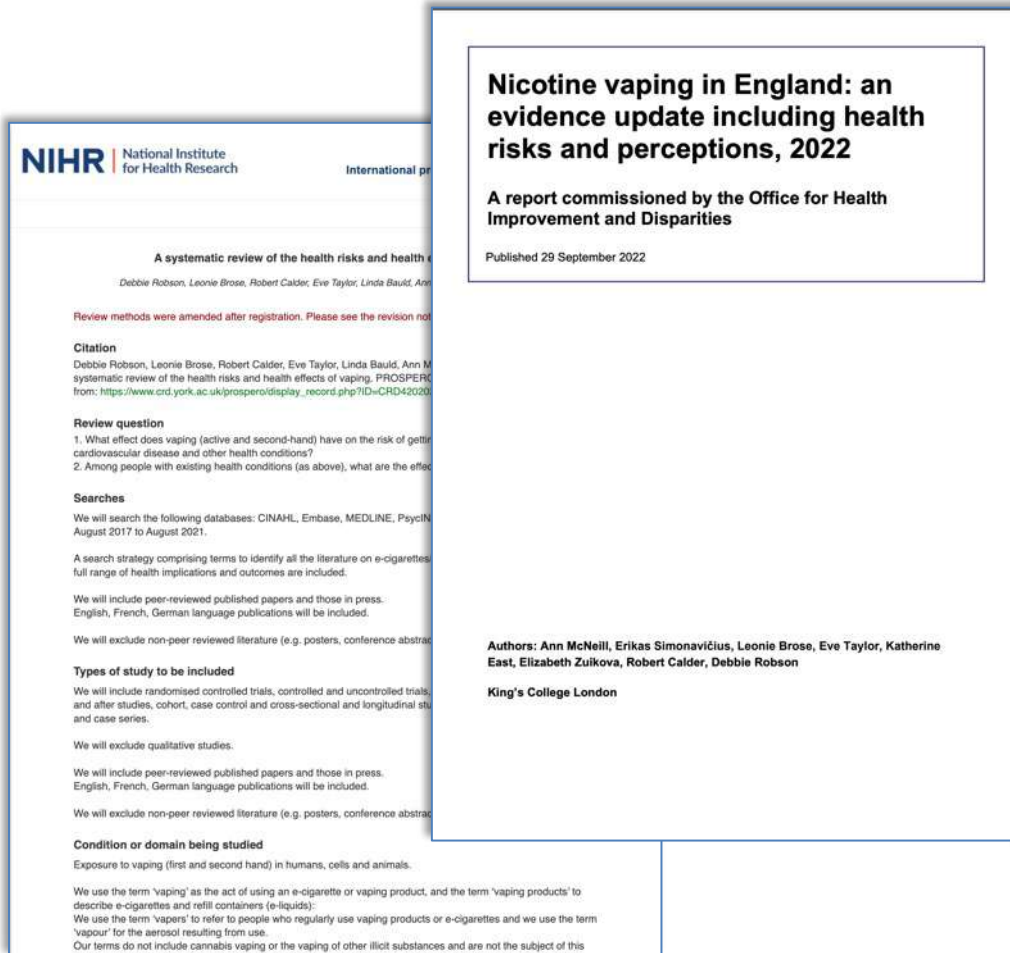 NIHR | National Institute
for Health Research
International pr
A systematic review of the health risks and health
Debbie Robson, Leonie Brose, Robert Calder, Eve Taylor, Linda Bauld, Ann
Review methods were amended after registration. Please see the revision not
Citation
Debbie Robson, Leonie Brose, Robert Calder, Eve Taylor, Linda Bauld, Ann M
systematic review of the health risks and health effects of vaping. PROSPERO
from: https://www.crd.york.ac.uk/prospero/display_record.php?ID=CRD42020
Review question
1. What effect does vaping (active and second-hand) have on the risk of gettin
cardiovascular disease and other health conditions?
2. Among people with existing health conditions (as above), what are the effec
Searches
We will search the following databases: CINAHL, Embase, MEDLINE, PsycIN
August 2017 to August 2021.
A search strategy comprising terms to identify all the literature on e-cigarettes
full range of health implications and outcomes are included.
We will include peer-reviewed published papers and those in press.
English, French, German language publications will be included.
We will exclude non-peer reviewed literature (e.g. posters, conference abstrac
Types of study to be included
We will include randomised controlled trials, controlled and uncontrolled trials,
and after studies, cohort, case control and cross-sectional and longitudinal stu
and case series.
We will exclude qualitative studies.
We will include peer-reviewed published papers and those in press.
English, French, German language publications will be included.
We will exclude non-peer reviewed literature (e.g. posters, conference abstrac
Condition or domain being studied
Exposure to vaping (first and second hand) in humans, cells and animals.
We use the term 'vaping' as the act of using an e-cigarette or vaping product, and the term 'vaping products' to
describe e-cigarettes and refill containers (e-liquids):
We use the term 'vapers' to refer to people who regularly use vaping products or e-cigarettes and we use the term
'vapour' for the aerosol resulting from use.
Our terms do not include cannabis vaping or the vaping of other illicit substances and are not the subject of this
Nicotine vaping in England: an
evidence update including health
risks and perceptions, 2022
A report commissioned by the Office for Health
Improvement and Disparities
Published 29 September 2022
Authors: Ann McNeill, Erikas Simonavičius, Leonie Brose, Eve Taylor, Katherine
East, Elizabeth Zuikova, Robert Calder, Debbie Robson
King's College London